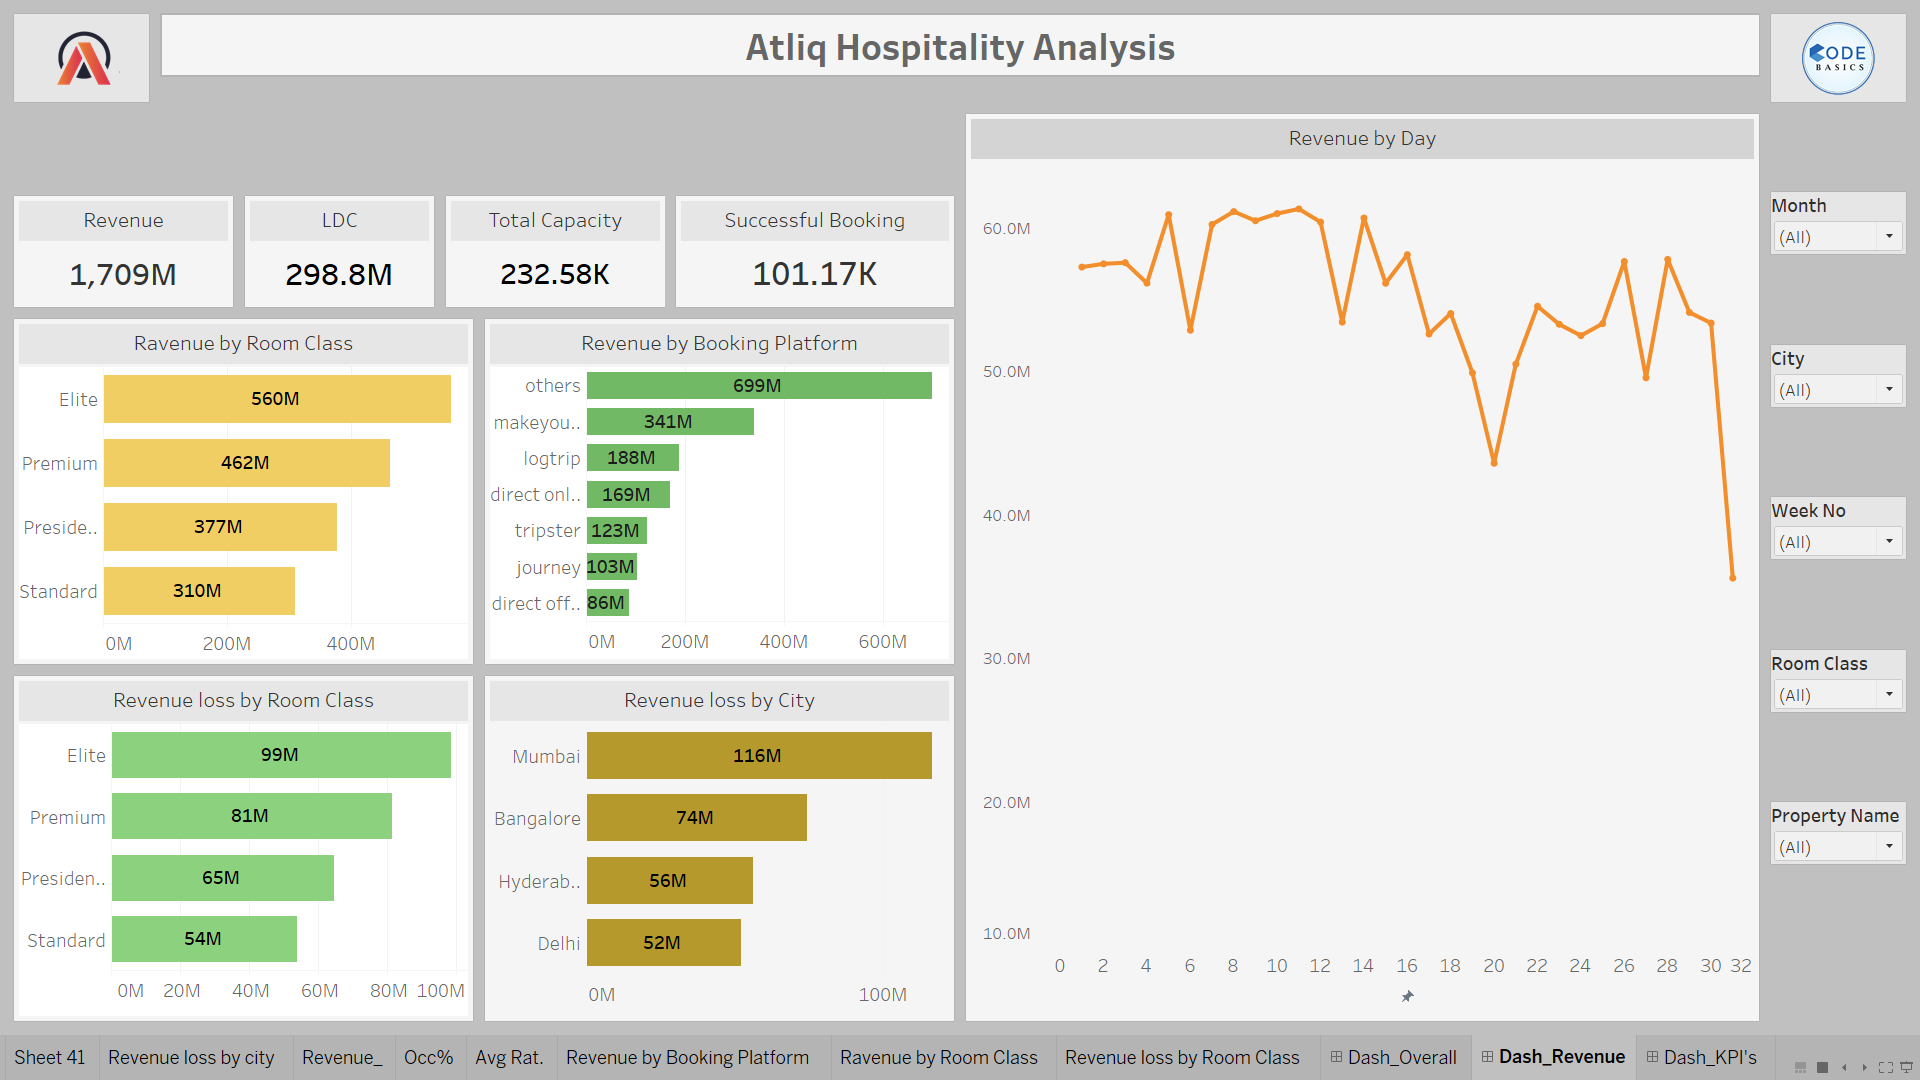 Atliq Hospitality Analysis
CODE
BASICS
Revenue
1,709M
LDC
298.8M
Total Capacity
232.58K
Successful Booking
101.17K
Ravenue by Room Class
Elite 560M
Premium 462M
Preside.. 377M
Standard 310M
0M 200M 400M
Revenue by Booking Platform
others 699M
makeyou.. 341M
logtrip 188M
direct onl.. 169M
tripster 123M
journey 103M
direct off.. 86M
0M 200M 400M 600M
Revenue loss by Room Class
Elite 99M
Premium 81M
Presiden.. 65M
Standard 54M
0M 20M 40M 60M 80M 100M
Revenue loss by City
Mumbai 116M
Bangalore 74M
Hyderab.. 56M
Delhi 52M
0M 100M
Revenue by Day
60.0M
50.0M
40.0M
30.0M
20.0M
10.0M
0 2 4 6 8 10 12 14 16 18 20 22 24 26 28 30 32
Month
(All)
City
(All)
Week No
(All)
Room Class
(All)
Property Name
(All)
Sheet 41 Revenue loss by city Revenue_ Occ% Avg Rat. Revenue by Booking Platform Ravenue by Room Class Revenue loss by Room Class Dash_Overall Dash_Revenue Dash_KPI's